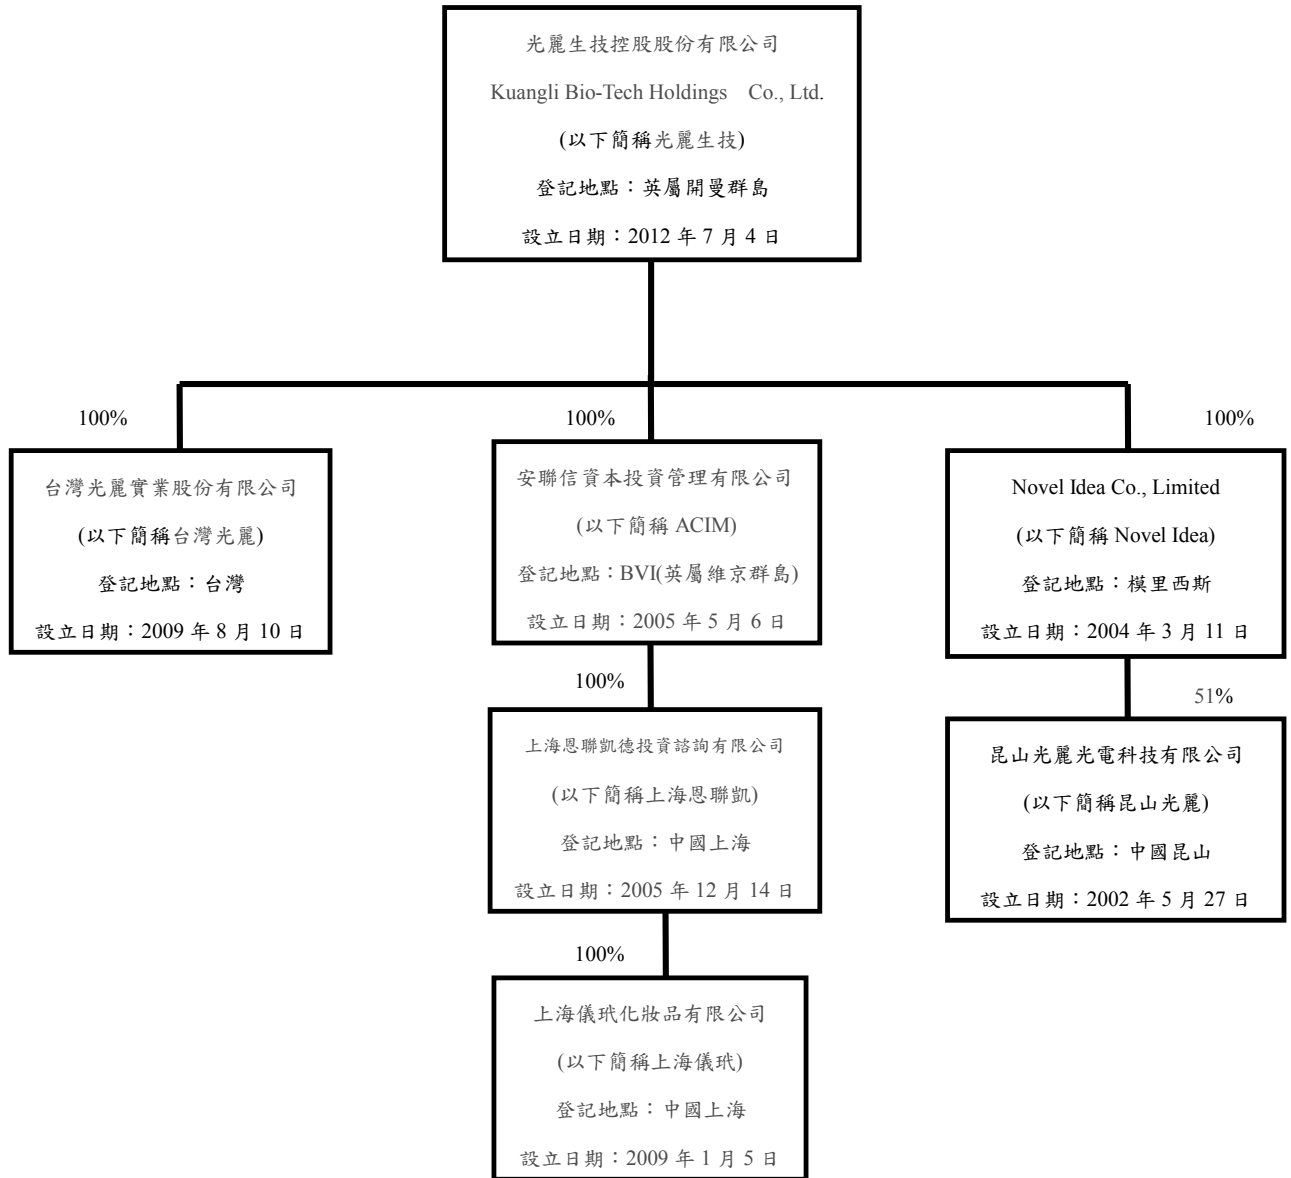 光麗生技控股股份有限公司
Kuangli Bio-Tech Holdings Co., Ltd.
(以下簡稱光麗生技)
登記地點：英屬開曼群島
設立日期：2012 年 7 月 4 日
100%
100%
100%
台灣光麗實業股份有限公司
(以下簡稱台灣光麗)
登記地點：台灣
設立日期：2009 年 8 月 10 日
安聯信資本投資管理有限公司
(以下簡稱 ACIM)
登記地點：BVI(英屬維京群島)
設立日期：2005 年 5 月 6 日
Novel Idea Co., Limited
(以下簡稱 Novel Idea)
登記地點：模里西斯
設立日期：2004 年 3 月 11 日
100%
51%
上海恩聯凱德投資諮詢有限公司
(以下簡稱上海恩聯凱)
登記地點：中國上海
設立日期：2005 年 12 月 14 日
昆山光麗光電科技有限公司
(以下簡稱昆山光麗)
登記地點：中國昆山
設立日期：2002 年 5 月 27 日
100%
上海儀玳化妝品有限公司
(以下簡稱上海儀玳)
登記地點：中國上海
設立日期：2009 年 1 月 5 日